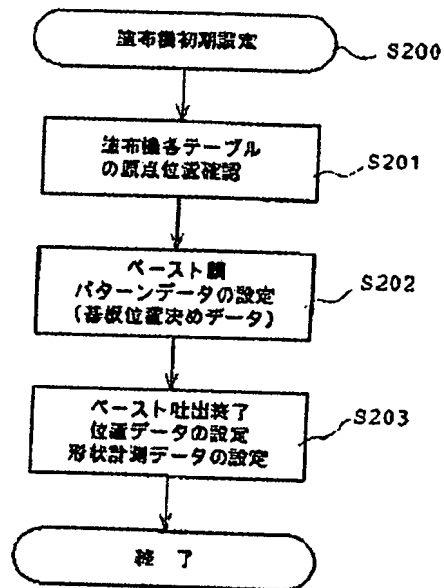 塗布機初期設定
S200
塗布機各テーブル
の原点位置確認
S201
ペースト膜
パターンデータの設定
(基板位置決めデータ)
S202
ペースト吐出終了
位置データの設定
形状計測データの設定
S203
終了